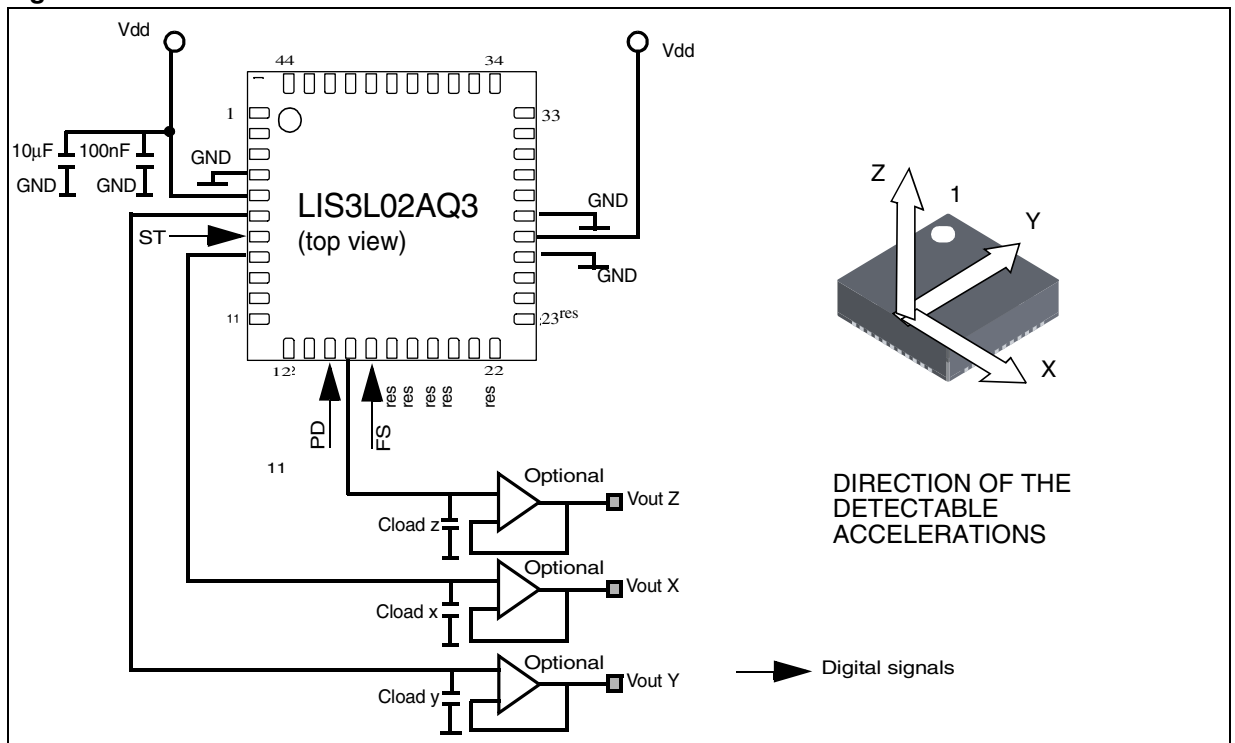 Vdd
Vdd
44
34
1
33
10µF
100nF
GND
GND
GND
GND
GND
LIS3L02AQ3
(top view)
ST
11
23res
12
22
PD
FS
res
res
res
res
res
11
Optional
Vout Z
Cload z
Optional
Vout X
Cload x
Optional
Vout Y
Cload y
Digital signals
Z
1
Y
X
DIRECTION OF THE
DETECTABLE
ACCELERATIONS